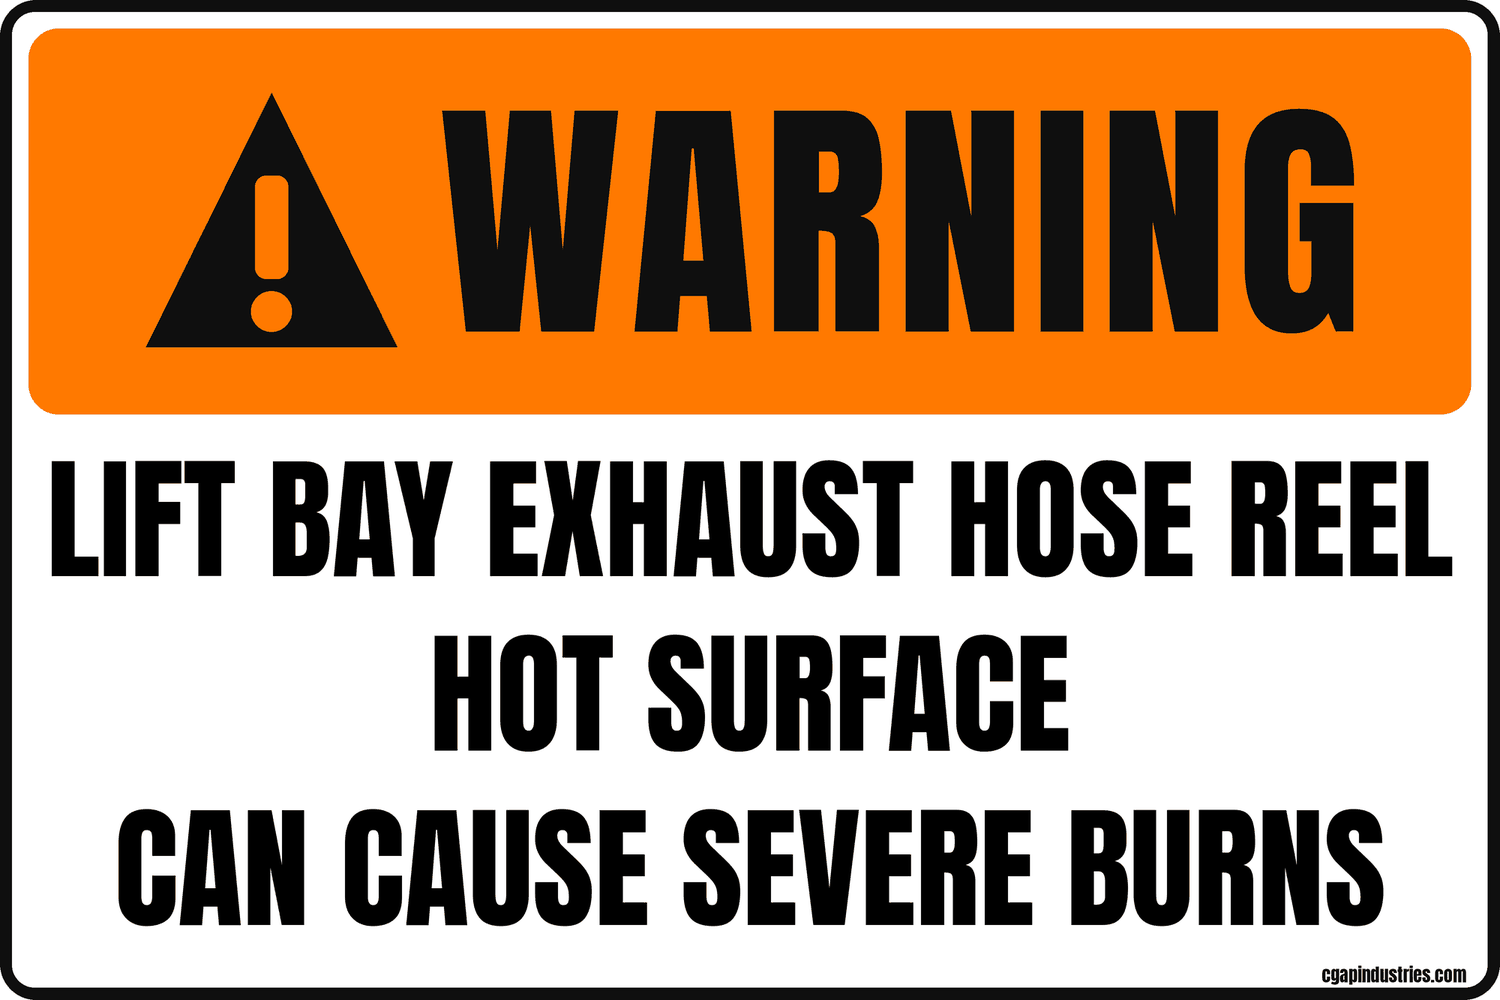 WARNING
LIFT BAY EXHAUST HOSE REEL
HOT SURFACE
CAN CAUSE SEVERE BURNS
cgapindustries.com